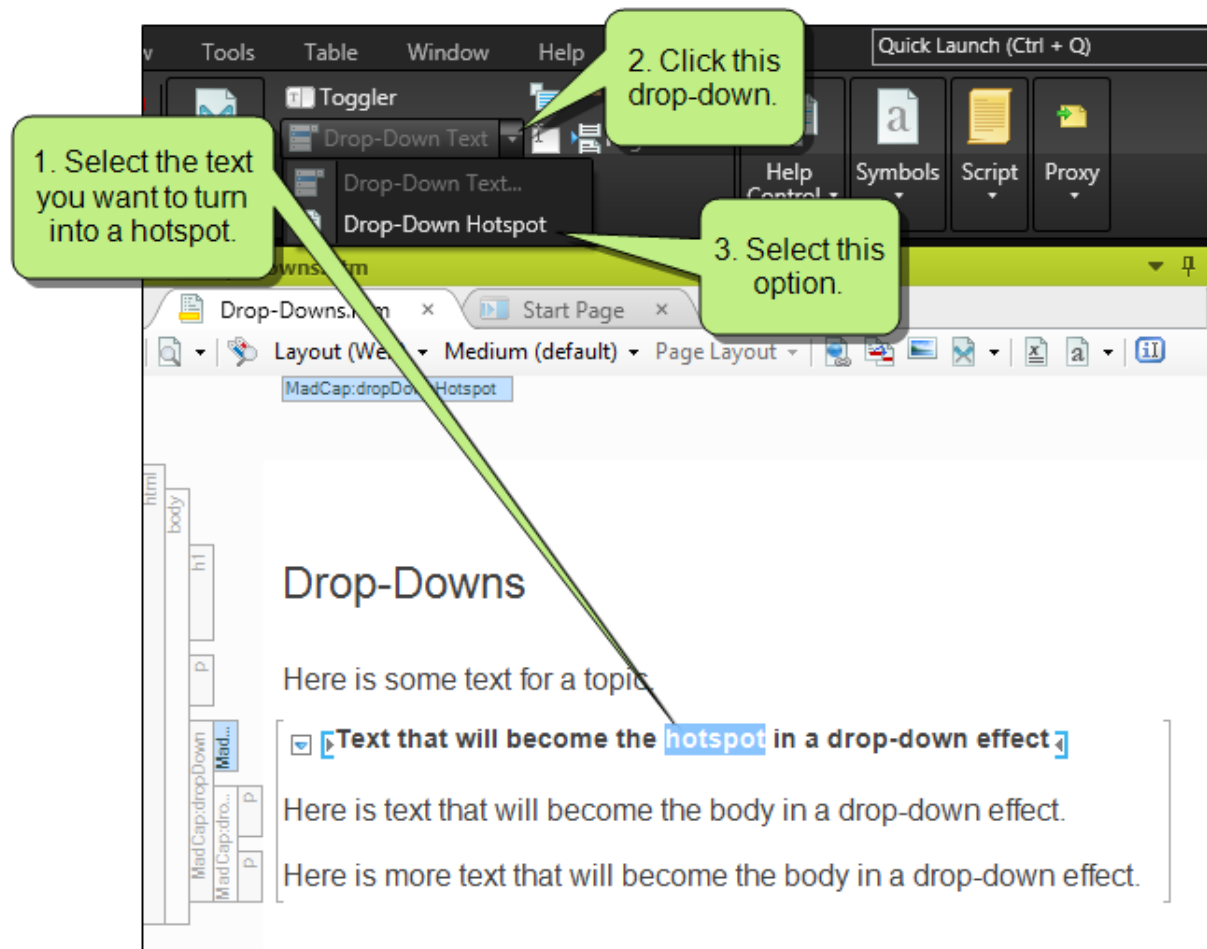 Tools Table Window Help Quick Launch (Ctrl + Q)
2. Click this
drop-down.
Toggler
Drop-Down Text
1. Select the text
you want to turn
into a hotspot.
Drop-Down Text...
Drop-Down Hotspot
Help
Control
Symbols
Script
Proxy
3. Select this
option.
Drop-Downs. Start Page
Layout Medium (default) Page Layout
MadCap:dropDown Hotspot
html
body
h1
p
MadCap:dropDown
Mad...
MadCap:dro...
p
p
Drop-Downs
Here is some text for a topic.
Text that will become the hotspot in a drop-down effect
Here is text that will become the body in a drop-down effect.
Here is more text that will become the body in a drop-down effect.